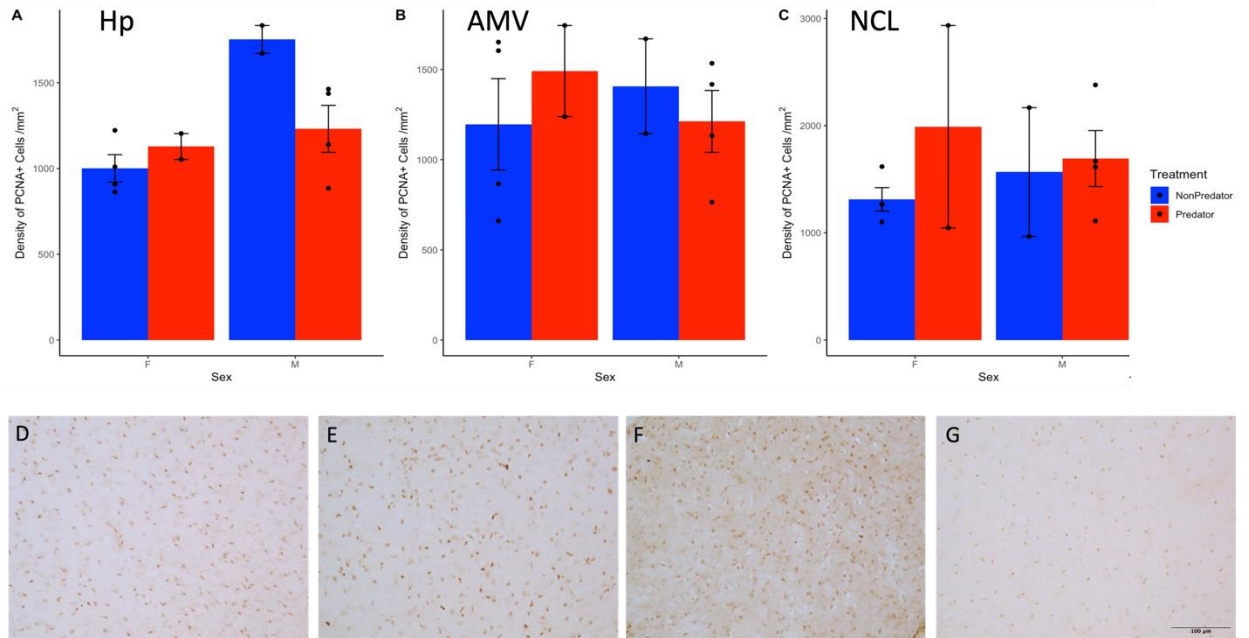 A
Hp
Density of PCNA+ Cells /mm²
1500
1000
500
0
F
M
Sex
B
AMV
Density of PCNA+ Cells /mm²
1500
1000
500
0
F
M
Sex
C
NCL
Density of PCNA+ Cells /mm²
3000
2000
1000
0
F
M
Sex
Treatment
NonPredator
Predator
D
E
F
G
100 µm